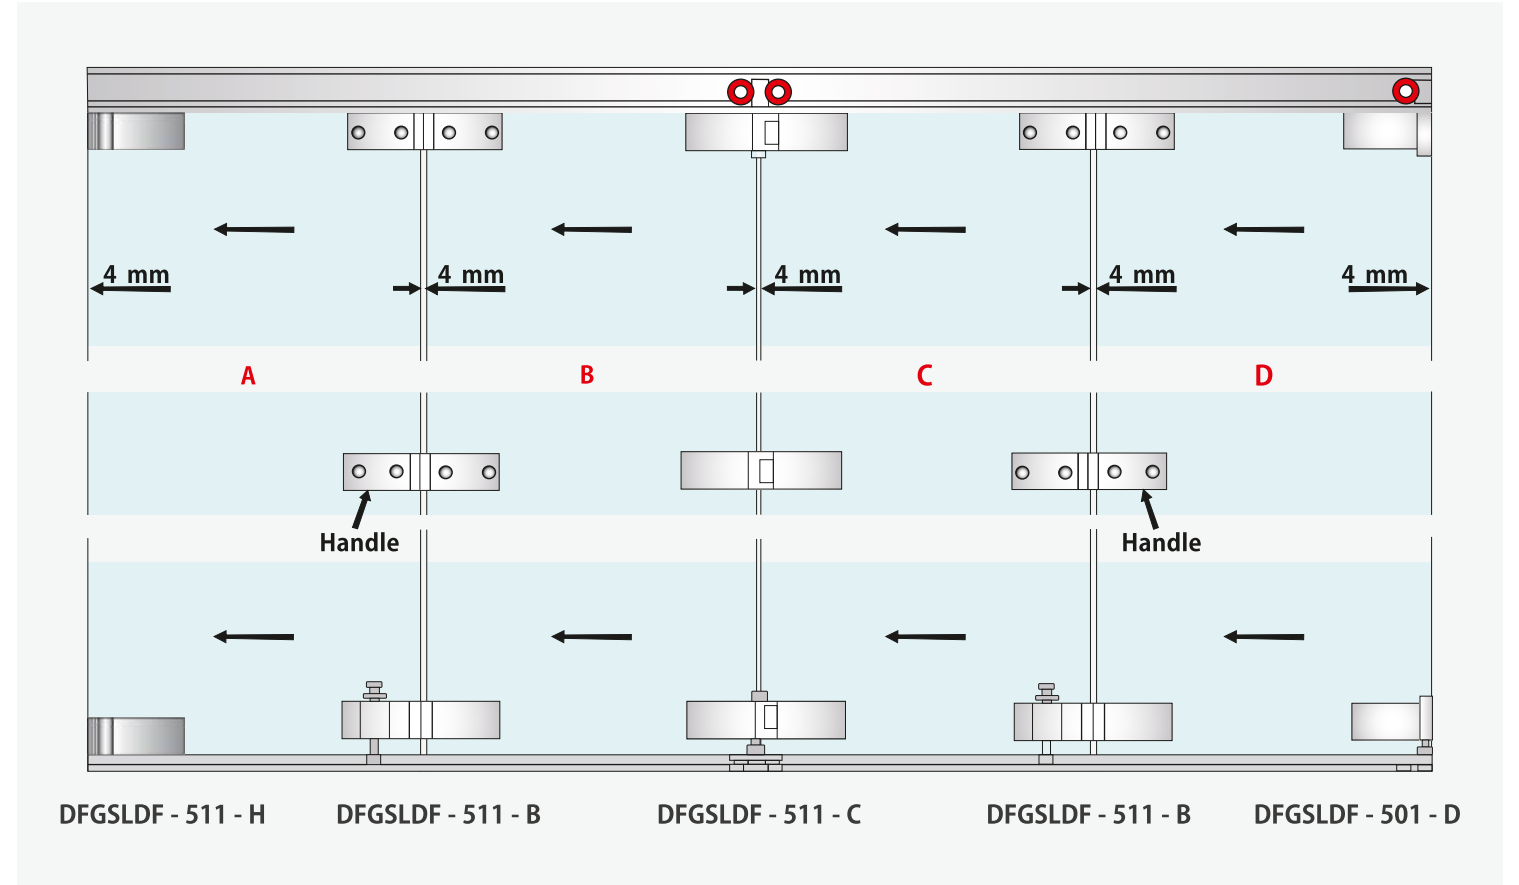 4 mm 4 mm 4 mm 4 mm 4 mm
A B C D
Handle Handle
DFGSLDF - 511 - H DFGSLDF - 511 - B DFGSLDF - 511 - C DFGSLDF - 511 - B DFGSLDF - 501 - D